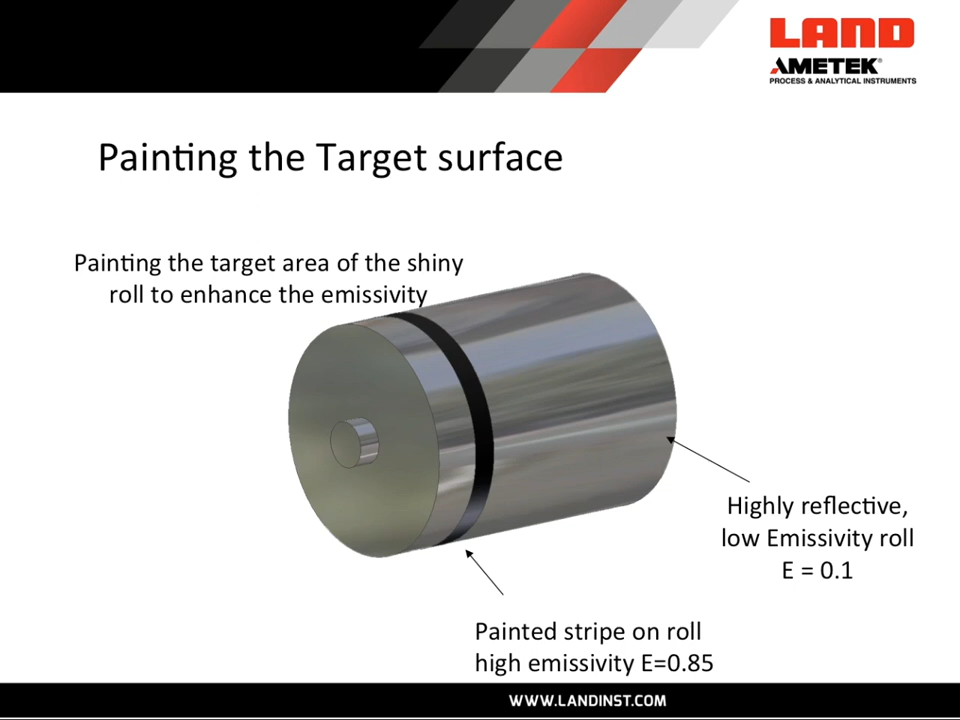 LAND
AMETEK®
PROCESS & ANALYTICAL INSTRUMENTS
Painting the Target surface
Painting the target area of the shiny
roll to enhance the emissivity
Highly reflective,
low Emissivity roll
E = 0.1
Painted stripe on roll
high emissivity E=0.85
WWW.LANDINST.COM